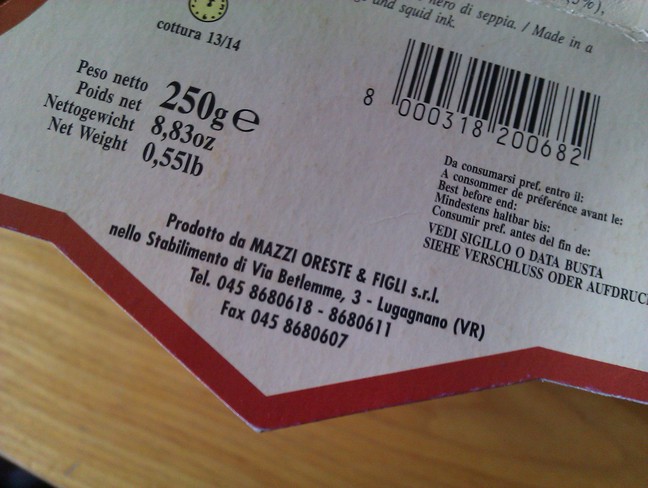 nero di seppia. / Made in a
and squid ink.
cottura 13/14
Peso netto
Poids net
Nettogewicht
Net Weight
250g e
8,83oz
0,55lb
8 000318 200682
Da consumarsi pref. entro il:
A consommer de préférence avant le:
Best before end:
Mindestens haltbar bis:
Consumir pref. antes del fin de:
VEDI SIGILLO O DATA BUSTA
SIEHE VERSCHLUSS ODER AUFDRUC
Prodotto da MAZZI ORESTE & FIGLI s.r.l.
nello Stabilimento di Via Betlemme, 3 - Lugagnano (VR)
Tel. 045 8680618 - 8680611
Fax 045 8680607